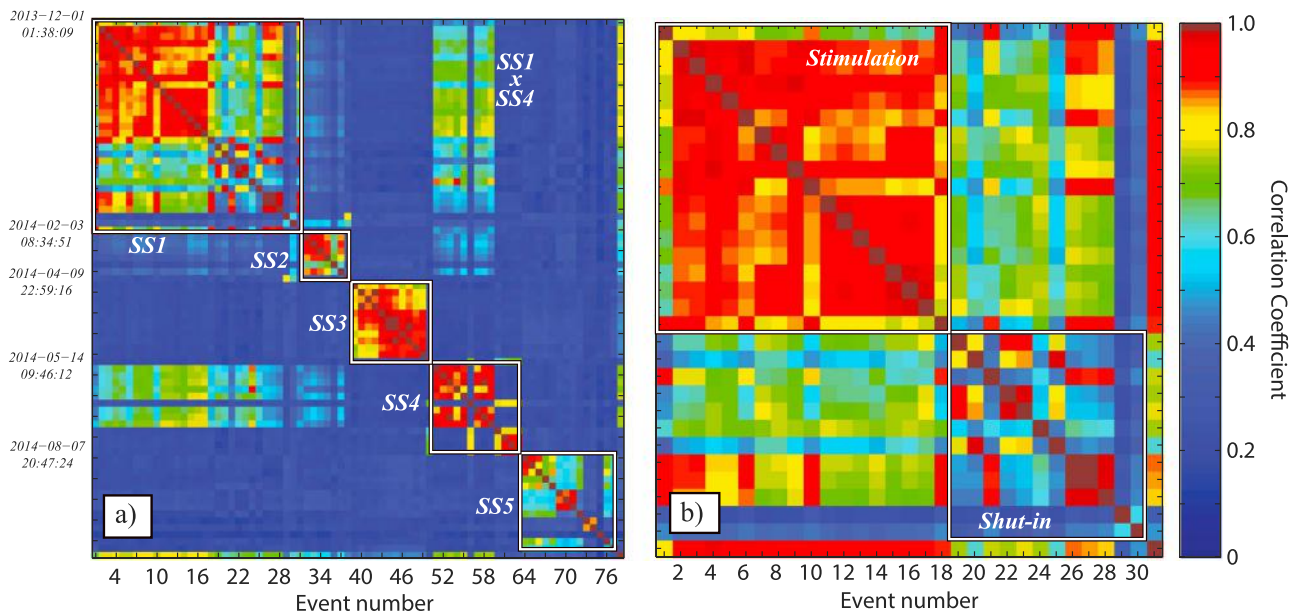 2013−12−01
01:38:09
SS1
x
SS4
2014−02−03
08:34:51
SS1
SS2
2014−04−09
22:59:16
SS3
2014−05−14
09:46:12
SS4
2014−08−07
20:47:24
SS5
a)
4 10 16 22 28 34 40 46 52 58 64 70 76
Event number
Stimulation
Shut-in
b)
2 4 6 8 10 12 14 16 18 20 22 24 26 28 30
Event number
1.0
0.8
0.6
0.4
0.2
0
Correlation Coefficient